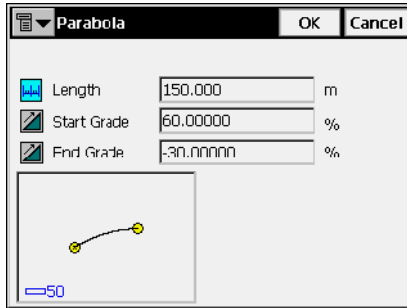 Parabola OK Cancel
Length 150.000 m
Start Grade 60.00000 %
End Grade -30.00000 %
50